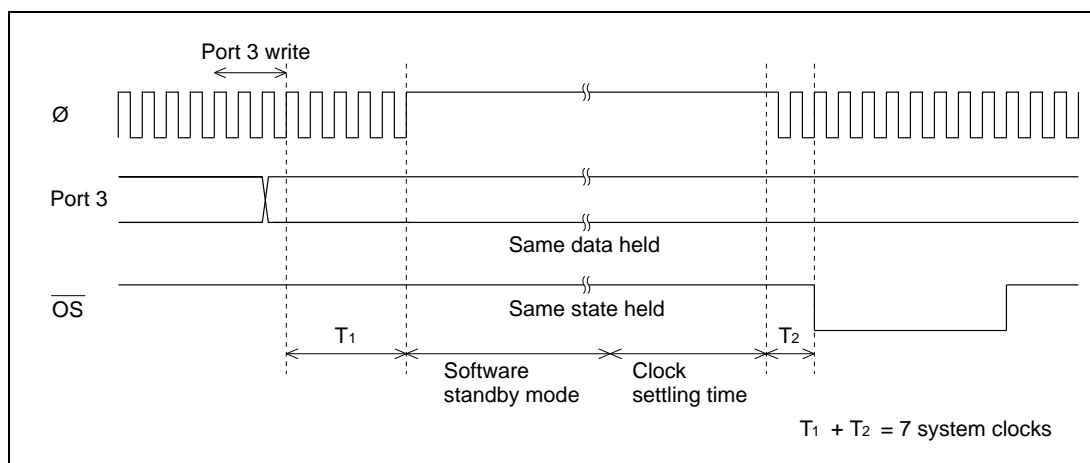 Port 3 write
Ø
Port 3
Same data held
OS
Same state held
T1
T2
Software
standby mode
Clock
settling time
T1 + T2 = 7 system clocks